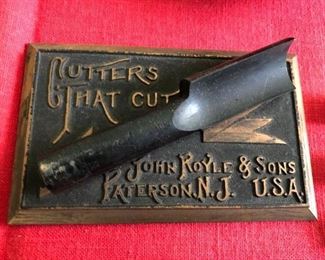 CUTTERS
THAT CUT
JOHN ROYLE & SONS
PATERSON, N.J. U.S.A.